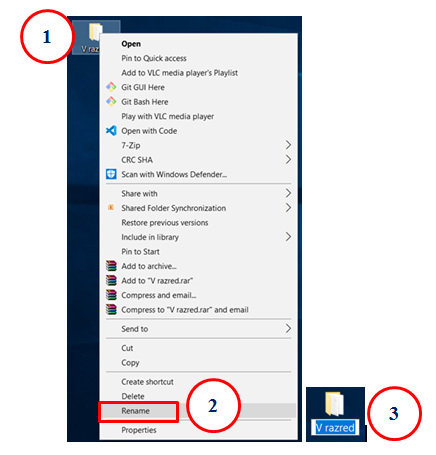 1
V raz
Open
Pin to Quick access
Add to VLC media player's Playlist
Git GUI Here
Git Bash Here
Play with VLC media player
Open with Code
7-Zip
CRC SHA
Scan with Windows Defender...
Share with
Shared Folder Synchronization
Restore previous versions
Include in library
Pin to Start
Add to archive...
Add to "V razred.rar"
Compress and email...
Compress to "V razred.rar" and email
Send to
Cut
Copy
Create shortcut
Delete
Rename
2
Properties
V razred
3